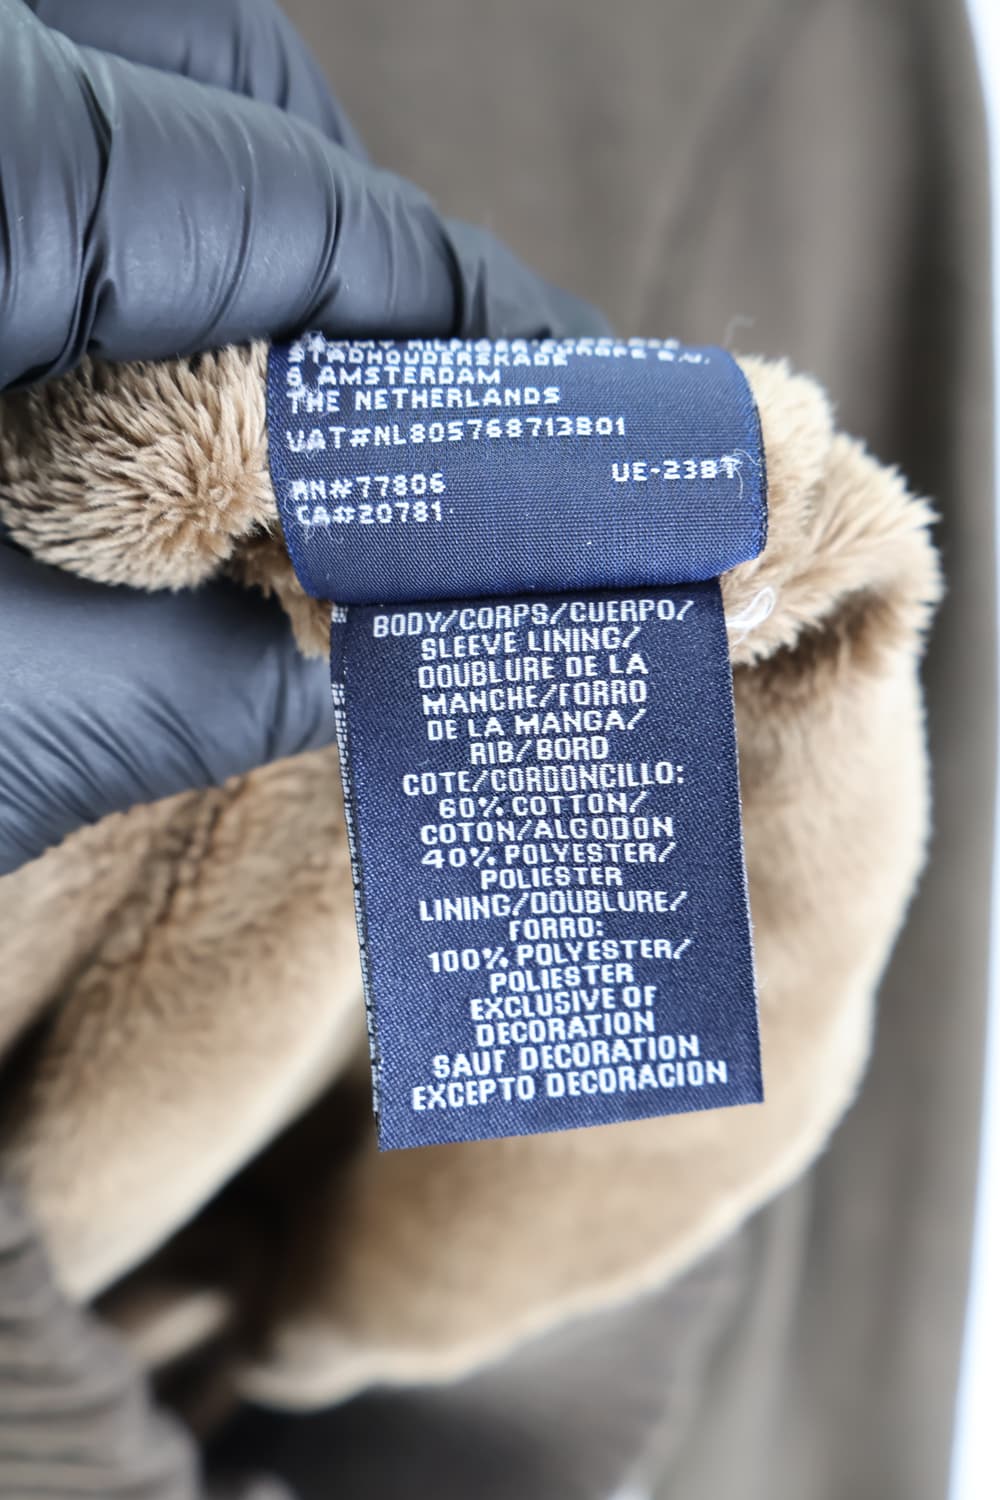 HILFIGER EUROPE B.V.
STADHOUDERSKADE
6 AMSTERDAM
THE NETHERLANDS
VAT#NL805768713B01
RN#77806
UE-23BT
CA#20781
BODY/CORPS/CUERPO/
SLEEVE LINING/
DOUBLURE DE LA
MANCHE/FORRO
DE LA MANGA/
RIB/BORD
COTE/CORDONCILLO:
60% COTTON/
COTON/ALGODON
40% POLYESTER/
POLIESTER
LINING/DOUBLURE/
FORRO:
100% POLYESTER/
POLIESTER
EXCLUSIVE OF
DECORATION
SAUF DECORATION
EXCEPTO DECORACION